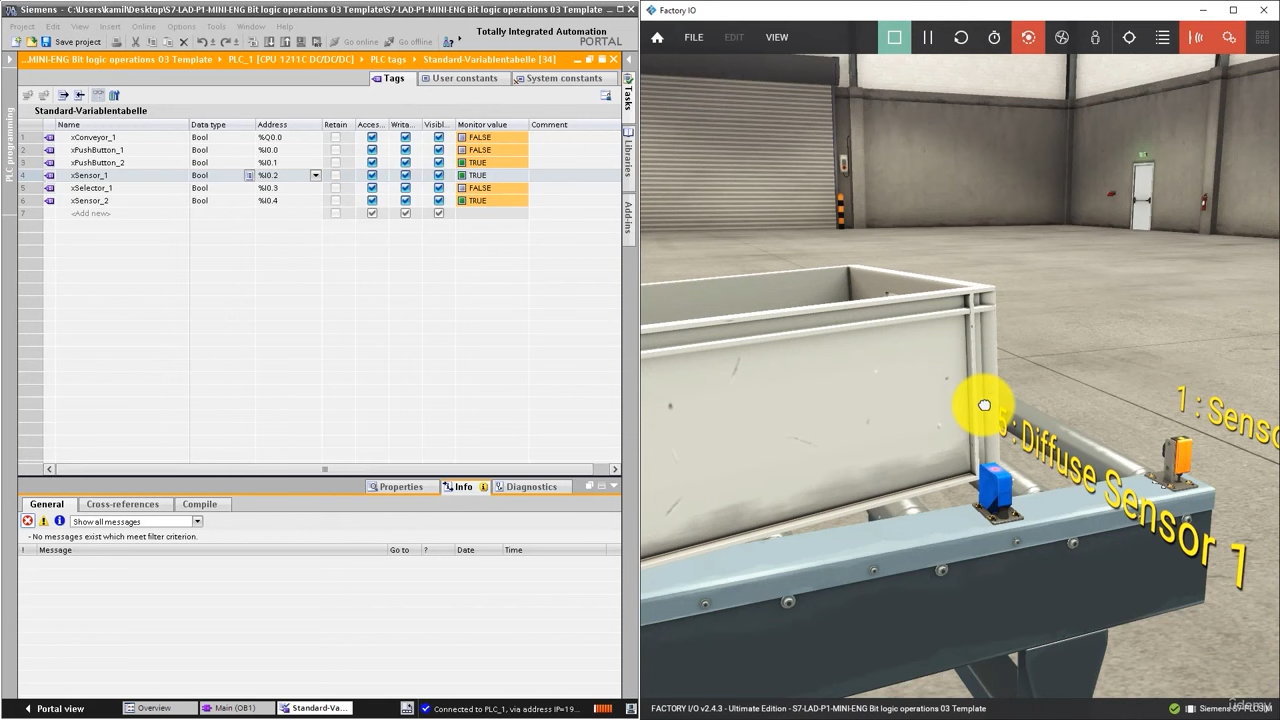 Siemens - C:\Users\kamil\Desktop\S7-LAD-P1-MINI-ENG Bit logic operations 03 Template\S7-LAD-P1-MINI-ENG Bit logic operations 03 Template
Project Edit View Insert Online Options Tools Window Help
Save project Go online Go offline
Totally Integrated Automation
PORTAL
...MINI-ENG Bit logic operations 03 Template PLC_1 [CPU 1211C DC/DC/DC] PLC tags Standard-Variablentabelle [34]
Tags User constants System constants
Standard-Variablentabelle
Name Data type Address Retain Acces... Writa... Visibl... Monitor value Comment
1 xConveyor_1 Bool %Q0.0 FALSE
2 xPushButton_1 Bool %I0.0 FALSE
3 xPushButton_2 Bool %I0.1 TRUE
4 xSensor_1 Bool %I0.2 TRUE
5 xSelector_1 Bool %I0.3 FALSE
6 xSensor_2 Bool %I0.4 TRUE
7 <Add new>
PLC programming
Tasks
Libraries
Add-ins
Properties Info Diagnostics
General Cross-references Compile
Show all messages
- No messages exist which meet filter criterion.
! Message Go to ? Date Time
Portal view Overview Main (OB1) Standard-Va... Connected to PLC_1, via address IP=19...
Factory IO
FILE EDIT VIEW
1 : Senso
5 : Diffuse Sensor 1
FACTORY I/O v2.4.3 - Ultimate Edition - S7-LAD-P1-MINI-ENG Bit logic operations 03 Template
udemy